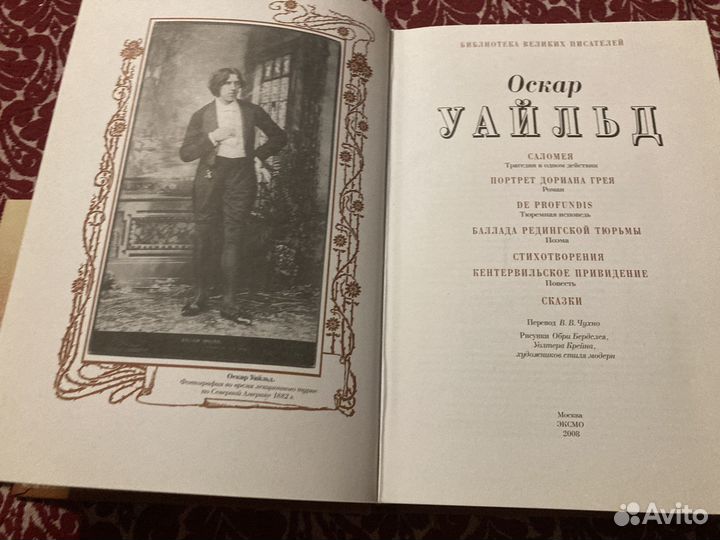 Оскар Уайльд.
Фотография во время лекционного турне
по Северной Америке 1882 г.
БИБЛИОТЕКА ВЕЛИКИХ ПИСАТЕЛЕЙ
Оскар
УАЙЛЬД
САЛОМЕЯ
Трагедия в одном действии
ПОРТРЕТ ДОРИАНА ГРЕЯ
Роман
DE PROFUNDIS
Тюремная исповедь
БАЛЛАДА РЕДИНГСКОЙ ТЮРЬМЫ
Поэма
СТИХОТВОРЕНИЯ
КЕНТЕРВИЛЬСКОЕ ПРИВИДЕНИЕ
Повесть
СКАЗКИ
Перевод В. В. Чухно
Рисунки Обри Бердслея,
Уолтера Крейна,
художников стиля модерн
Москва
ЭКСМО
2008
Avito